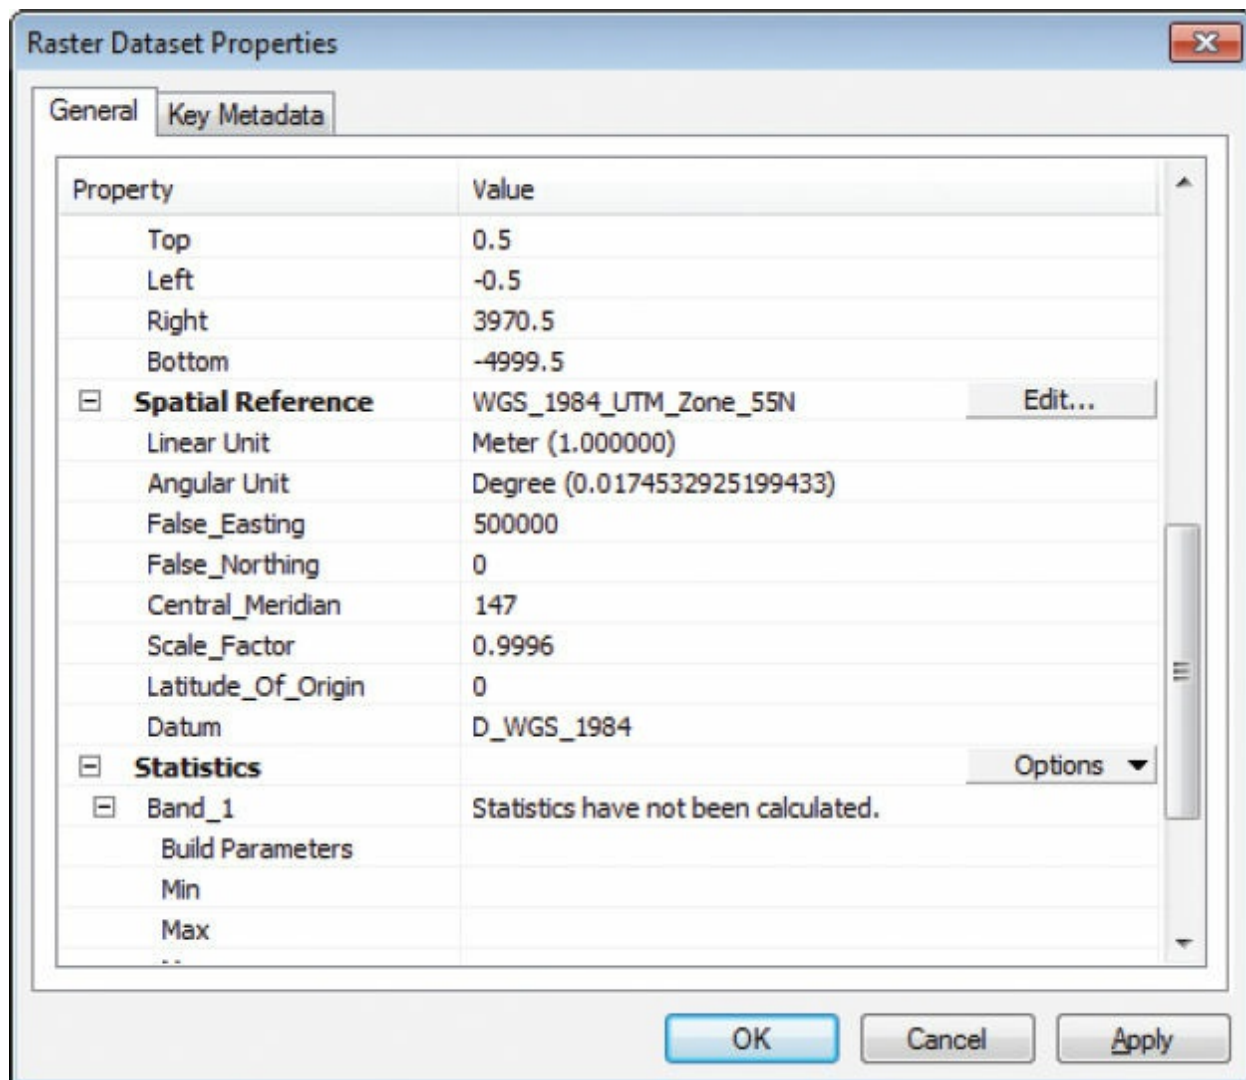 Raster Dataset Properties
General Key Metadata
Property Value
Top 0.5
Left -0.5
Right 3970.5
Bottom -4999.5
Spatial Reference WGS_1984_UTM_Zone_55N Edit...
Linear Unit Meter (1.000000)
Angular Unit Degree (0.0174532925199433)
False_Easting 500000
False_Northing 0
Central_Meridian 147
Scale_Factor 0.9996
Latitude_Of_Origin 0
Datum D_WGS_1984
Statistics Options
Band_1 Statistics have not been calculated.
Build Parameters
Min
Max
OK Cancel Apply